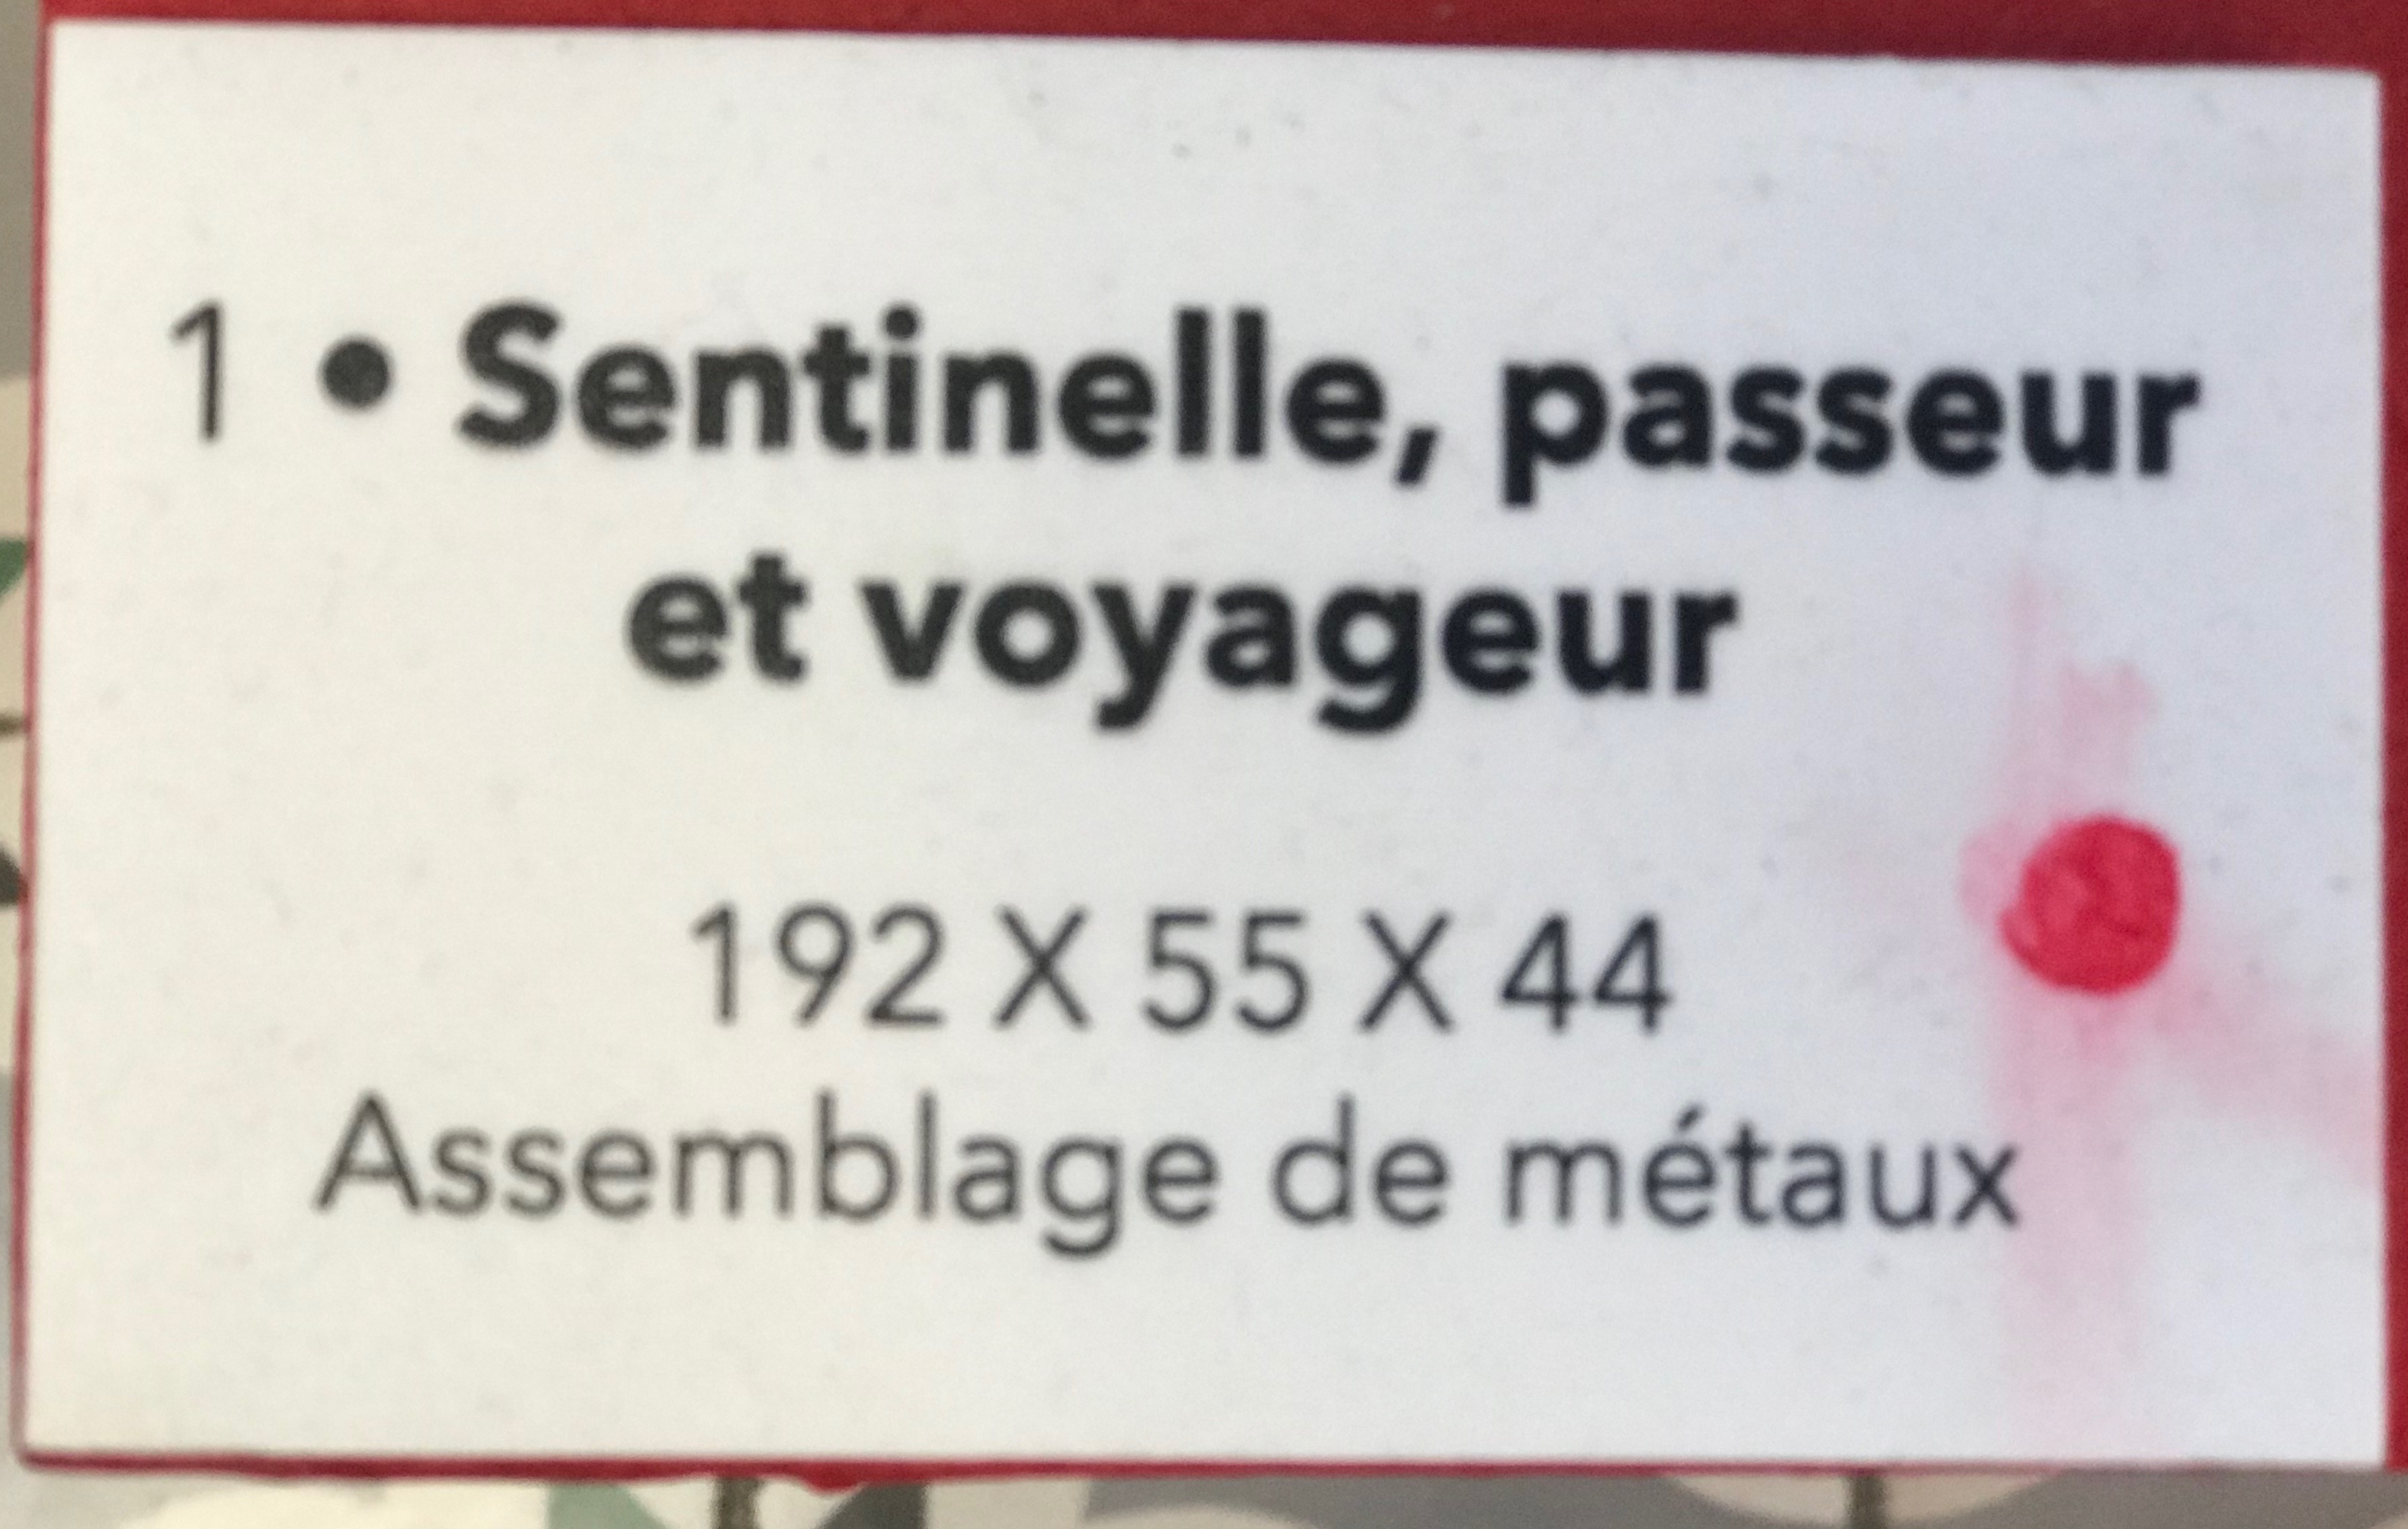 1 • Sentinelle, passeur
et voyageur
192 X 55 X 44
Assemblage de métaux